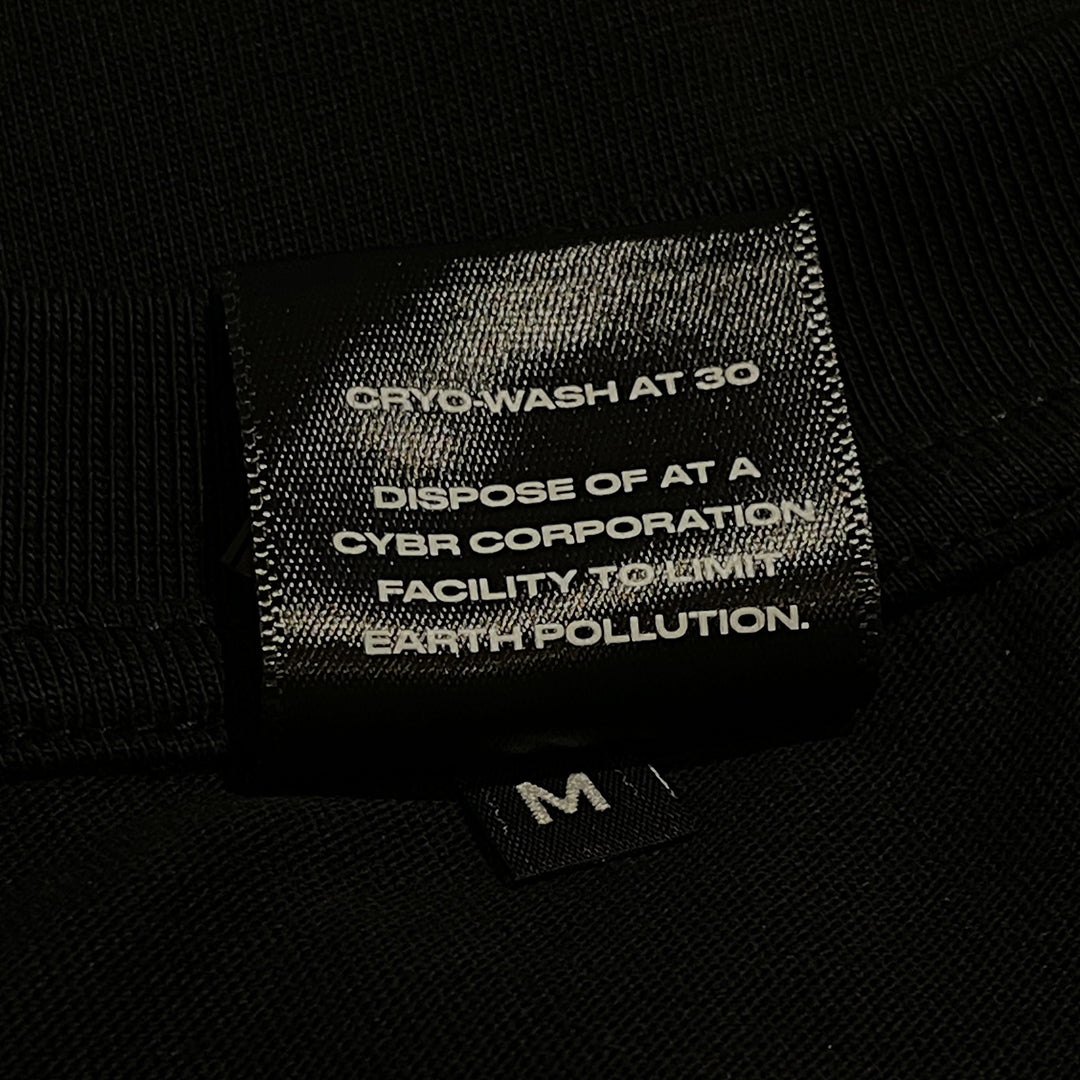 CRYO-WASH AT 30
DISPOSE OF AT A
CYBR CORPORATION
FACILITY TO LIMIT
EARTH POLLUTION.
M